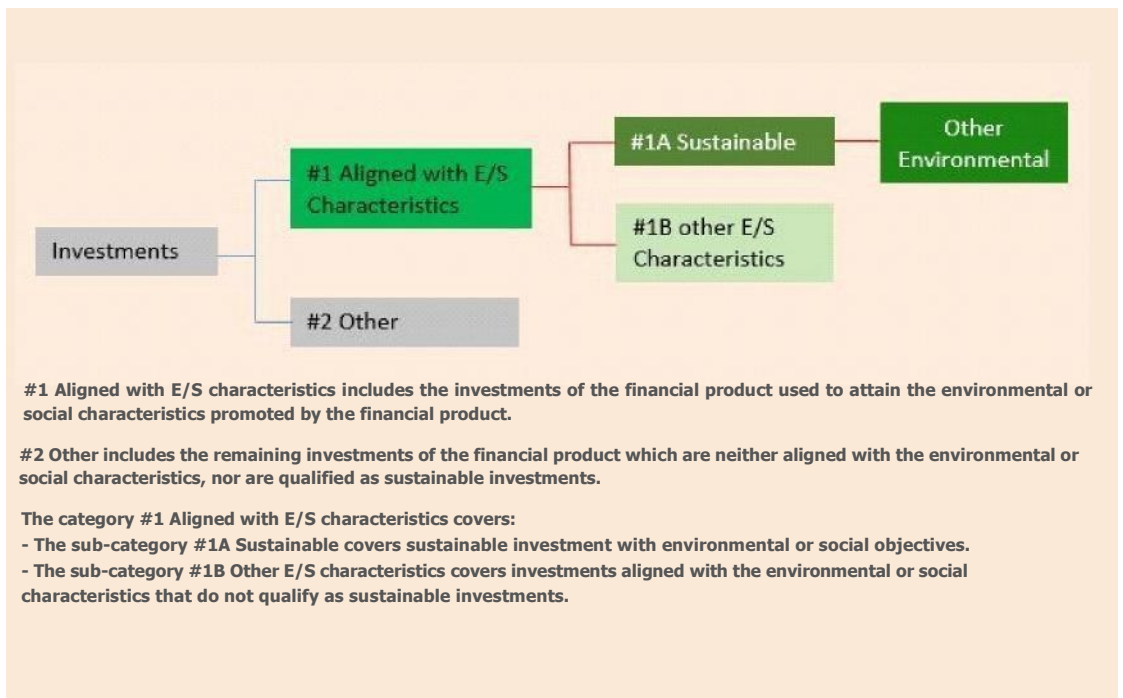 Other
Environmental
#1A Sustainable
#1 Aligned with E/S
Characteristics
#1B other E/S
Characteristics
Investments
#2 Other
#1 Aligned with E/S characteristics includes the investments of the financial product used to attain the environmental or
social characteristics promoted by the financial product.
#2 Other includes the remaining investments of the financial product which are neither aligned with the environmental or
social characteristics, nor are qualified as sustainable investments.
The category #1 Aligned with E/S characteristics covers:
- The sub-category #1A Sustainable covers sustainable investment with environmental or social objectives.
- The sub-category #1B Other E/S characteristics covers investments aligned with the environmental or social
characteristics that do not qualify as sustainable investments.